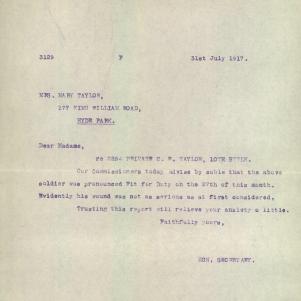 3129 F 31st July 1917.
MRS. MARY TAYLOR,
177 KING WILLIAM ROAD,
HYDE PARK.
Dear Madame,
re 2254 PRIVATE C. F. TAYLOR, 10TH BTTLN.
Our Commissioners today advise by cable that the above
soldier was pronounced Fit for Duty on the 27th of this month.
Evidently his wound was not as serious as at first considered.
Trusting this report will relieve your anxiety a little.
Faithfully yours,
HON. SECRETARY.